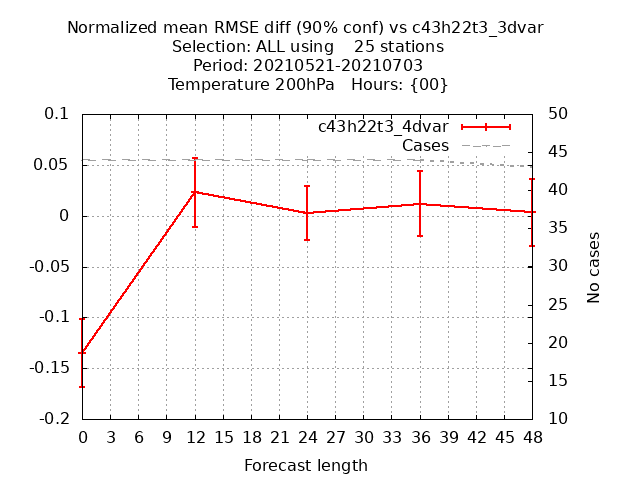 Normalized mean RMSE diff (90% conf) vs c43h22t3_3dvar
Selection: ALL using    25 stations
Period: 20210521-20210703
Temperature 200hPa   Hours: {00}
c43h22t3_4dvar
Cases
0.1
0.05
0
-0.05
-0.1
-0.15
-0.2
50
45
40
35
30
25
20
15
10
No cases
0 3 6 9 12 15 18 21 24 27 30 33 36 39 42 45 48
Forecast length